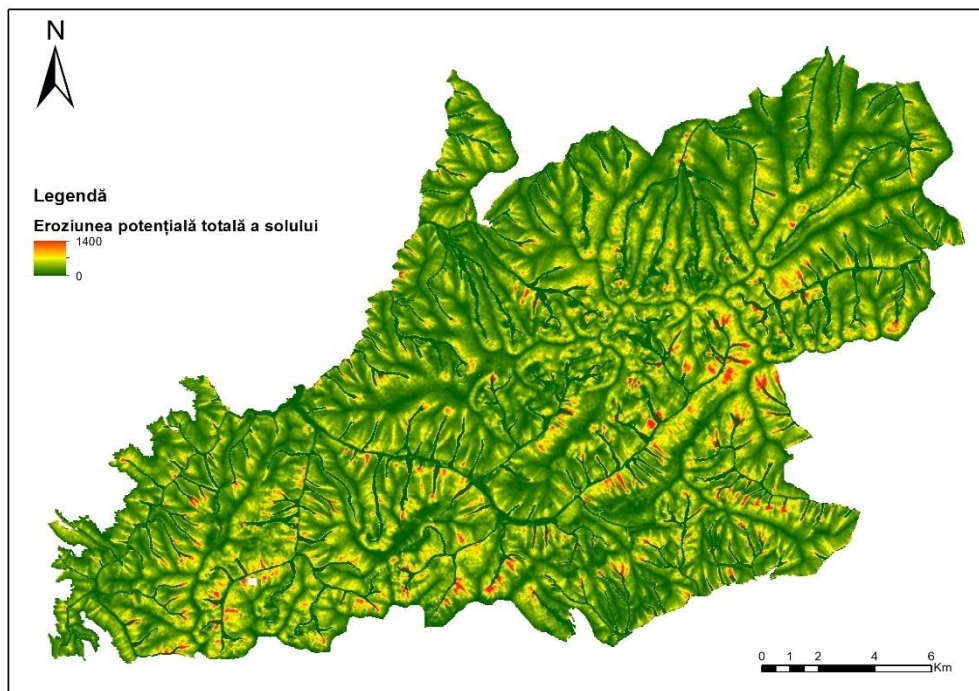 N
Legendă
Eroziunea potențială totală a solului
1400
0
0 1 2 4 6
Km